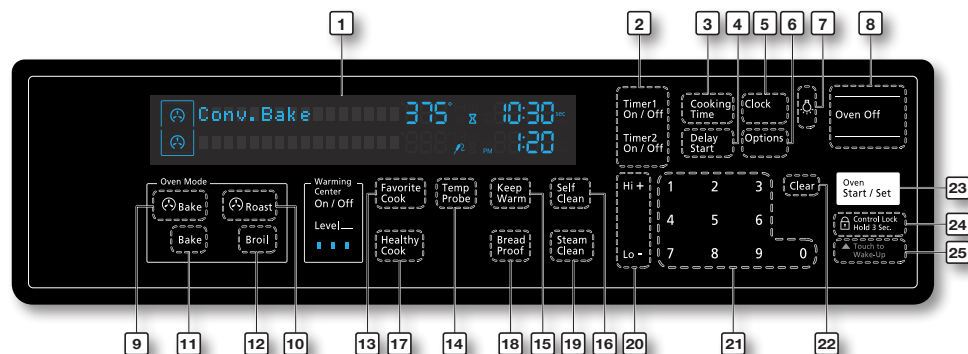 1
2
3
4
5
6
7
8
Conv.Bake 375° 10:30 sec
PM 1:20
Timer1
On / Off
Timer2
On / Off
Cooking
Time
Delay
Start
Clock
Options
Oven Off
Oven Mode
Bake
Roast
Bake
Broil
Warming
Center
On / Off
Level
Favorite
Cook
Temp
Probe
Keep
Warm
Self
Clean
Healthy
Cook
Bread
Proof
Steam
Clean
Hi +
Lo -
1 2 3
4 5 6
7 8 9 0
Clear
Oven
Start / Set
Control Lock
Hold 3 Sec.
Touch to
Wake-Up
23
24
25
9
11
12
10
13
17
14
18
15
19
16
20
21
22